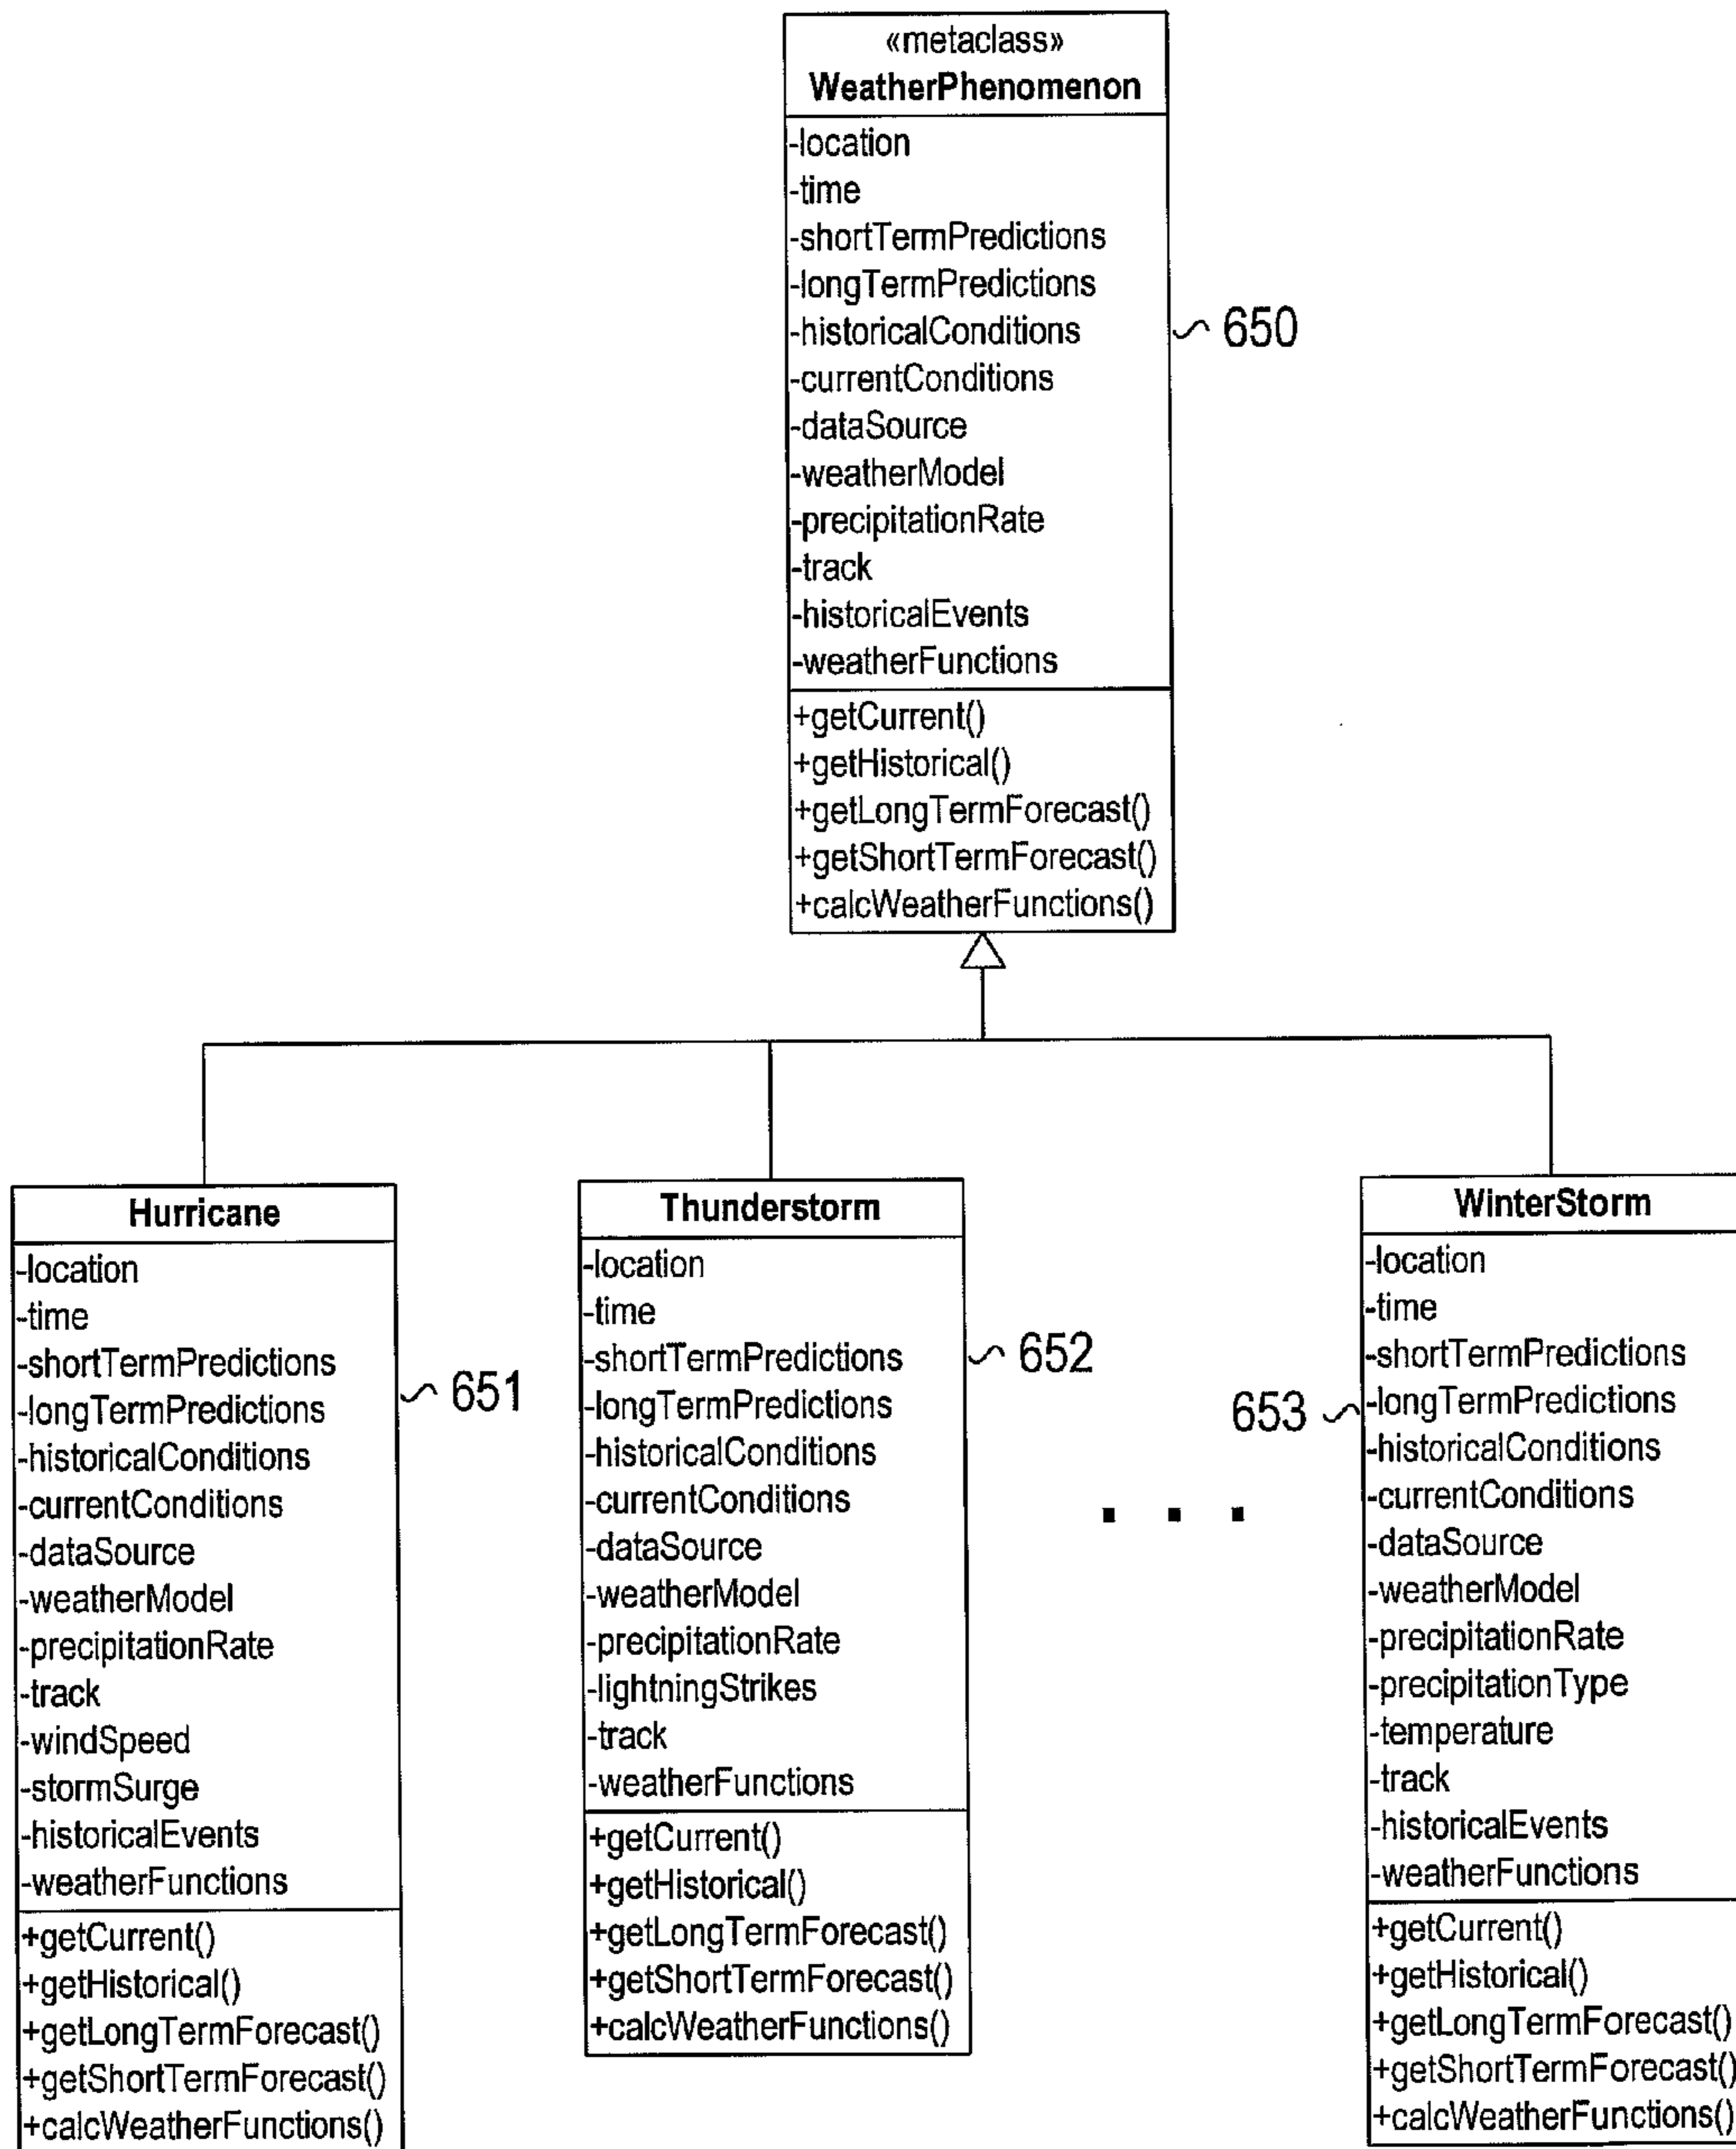 «metaclass»
WeatherPhenomenon
-location
-time
-shortTermPredictions
-longTermPredictions
-historicalConditions
-currentConditions
-dataSource
-weatherModel
-precipitationRate
-track
-historicalEvents
-weatherFunctions
+getCurrent()
+getHistorical()
+getLongTermForecast()
+getShortTermForecast()
+calcWeatherFunctions()
650
Hurricane
-location
-time
-shortTermPredictions
-longTermPredictions
-historicalConditions
-currentConditions
-dataSource
-weatherModel
-precipitationRate
-track
-windSpeed
-stormSurge
-historicalEvents
-weatherFunctions
+getCurrent()
+getHistorical()
+getLongTermForecast()
+getShortTermForecast()
+calcWeatherFunctions()
651
Thunderstorm
-location
-time
-shortTermPredictions
-longTermPredictions
-historicalConditions
-currentConditions
-dataSource
-weatherModel
-precipitationRate
-lightningStrikes
-track
-weatherFunctions
+getCurrent()
+getHistorical()
+getLongTermForecast()
+getShortTermForecast()
+calcWeatherFunctions()
652
. . .
653
WinterStorm
-location
-time
-shortTermPredictions
-longTermPredictions
-historicalConditions
-currentConditions
-dataSource
-weatherModel
-precipitationRate
-precipitationType
-temperature
-track
-historicalEvents
-weatherFunctions
+getCurrent()
+getHistorical()
+getLongTermForecast()
+getShortTermForecast()
+calcWeatherFunctions()